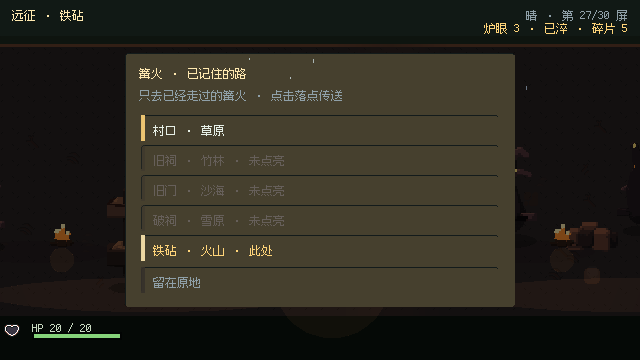 远征 · 铁砧
晴 · 第 27/30 屏
炉眼 3 · 已淬 · 碎片 5
篝火 · 已记住的路
只去已经走过的篝火 · 点击落点传送
村口 · 草原
旧祠 · 竹林 · 未点亮
旧门 · 沙海 · 未点亮
破祠 · 雪原 · 未点亮
铁砧 · 火山 · 此处
留在原地
HP 20 / 20